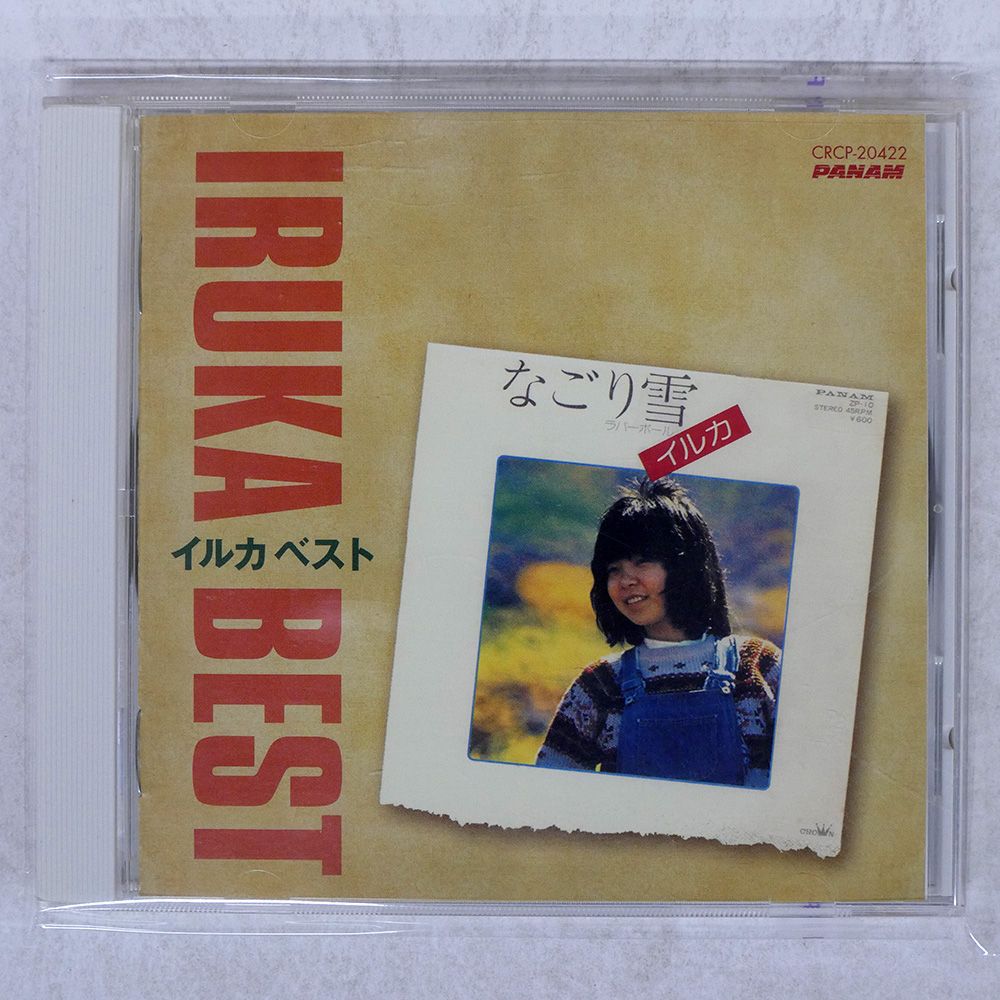 CRCP-20422
PANAM
IRUKA BEST
イルカ ベスト
なごり雪
ラバー・ボール
イルカ
PANAM
ZP-10
STEREO 45RPM
￥600
CROWN